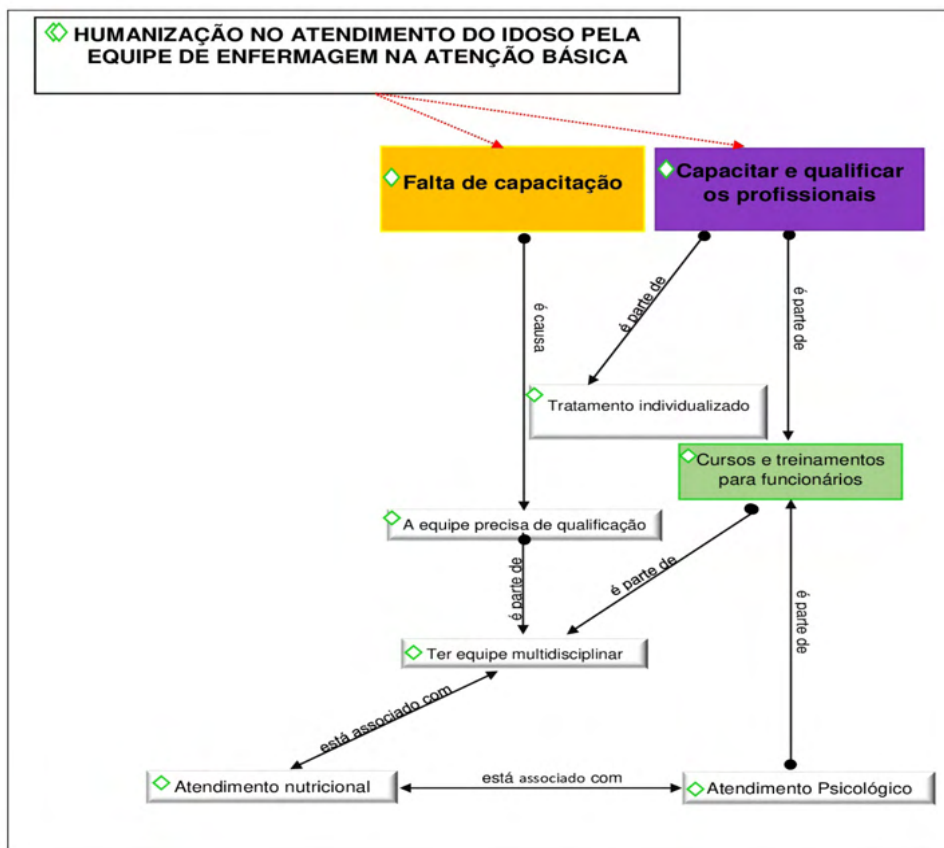 HUMANIZAÇÃO NO ATENDIMENTO DO IDOSO PELA
EQUIPE DE ENFERMAGEM NA ATENÇÃO BÁSICA
Falta de capacitação
Capacitar e qualificar
os profissionais
é causa
é parte de
é parte de
Tratamento individualizado
Cursos e treinamentos
para funcionários
A equipe precisa de qualificação
é parte de
é parte de
é parte de
Ter equipe multidisciplinar
está associado com
Atendimento nutricional
está associado com
Atendimento Psicológico